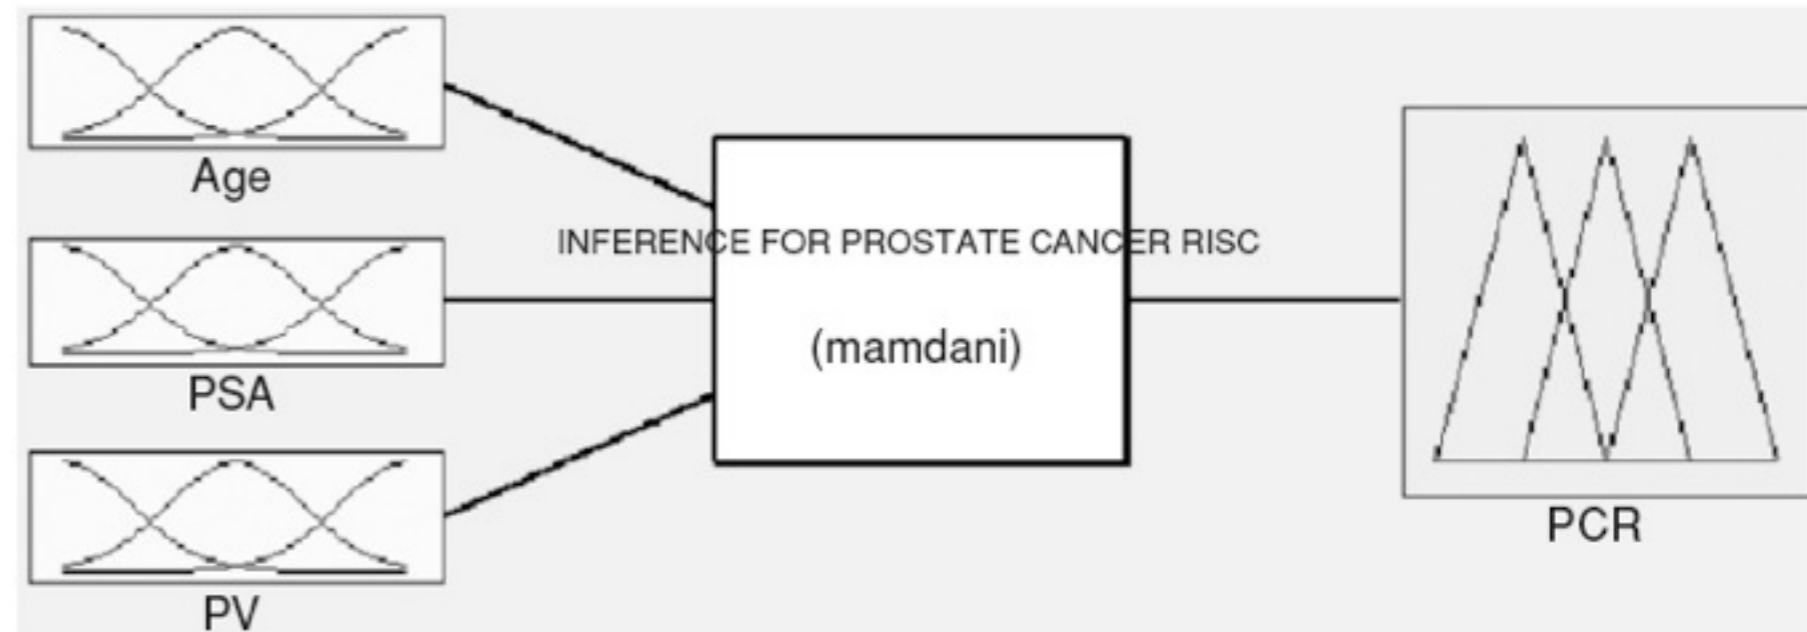 Age
PSA
PV
INFERENCE FOR PROSTATE CANCER RISC
(mamdani)
PCR